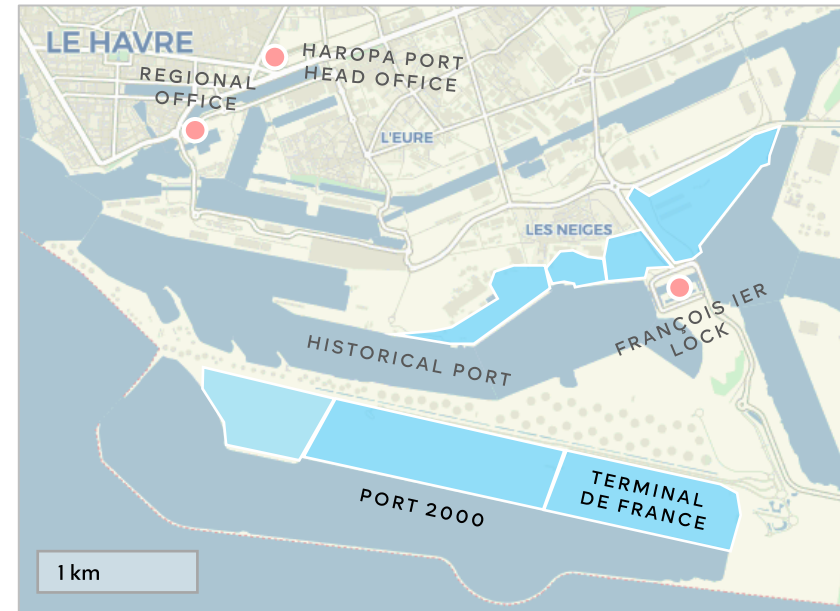 LE HAVRE
HAROPA PORT
HEAD OFFICE
REGIONAL
OFFICE
L'EURE
LES NEIGES
FRANÇOIS IER
LOCK
HISTORICAL PORT
TERMINAL
DE FRANCE
PORT 2000
1 km